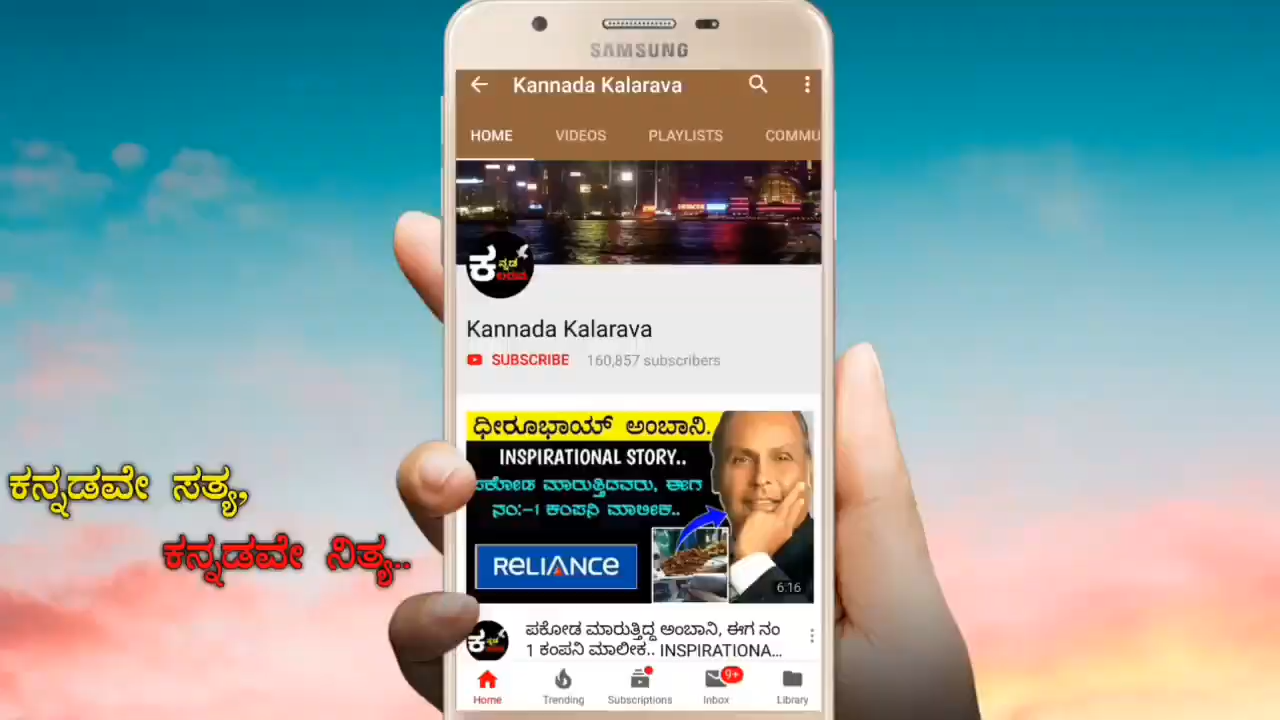 SAMSUNG
Kannada Kalarava
HOME VIDEOS PLAYLISTS COMMU
ಕನ್ನಡ
Kannada Kalarava
SUBSCRIBE 160,857 subscribers
ಧೀರೂಭಾಯ್ ಅಂಬಾನಿ.
INSPIRATIONAL STORY..
ಪಕೋಡ ಮಾರುತ್ತಿದವರು, ಈಗ
ನಂ:-1 ಕಂಪನಿ ಮಾಲೀಕ..
RELIANCE
6:16
ಕನ್ನಡವೇ ಸತ್ಯ,
ಕನ್ನಡವೇ ನಿತ್ಯ..
ಪಕೋಡ ಮಾರುತ್ತಿದ್ದ ಅಂಬಾನಿ, ಈಗ ನಂ
1 ಕಂಪನಿ ಮಾಲೀಕ.. INSPIRATIONA...
9+
Home Trending Subscriptions Inbox Library